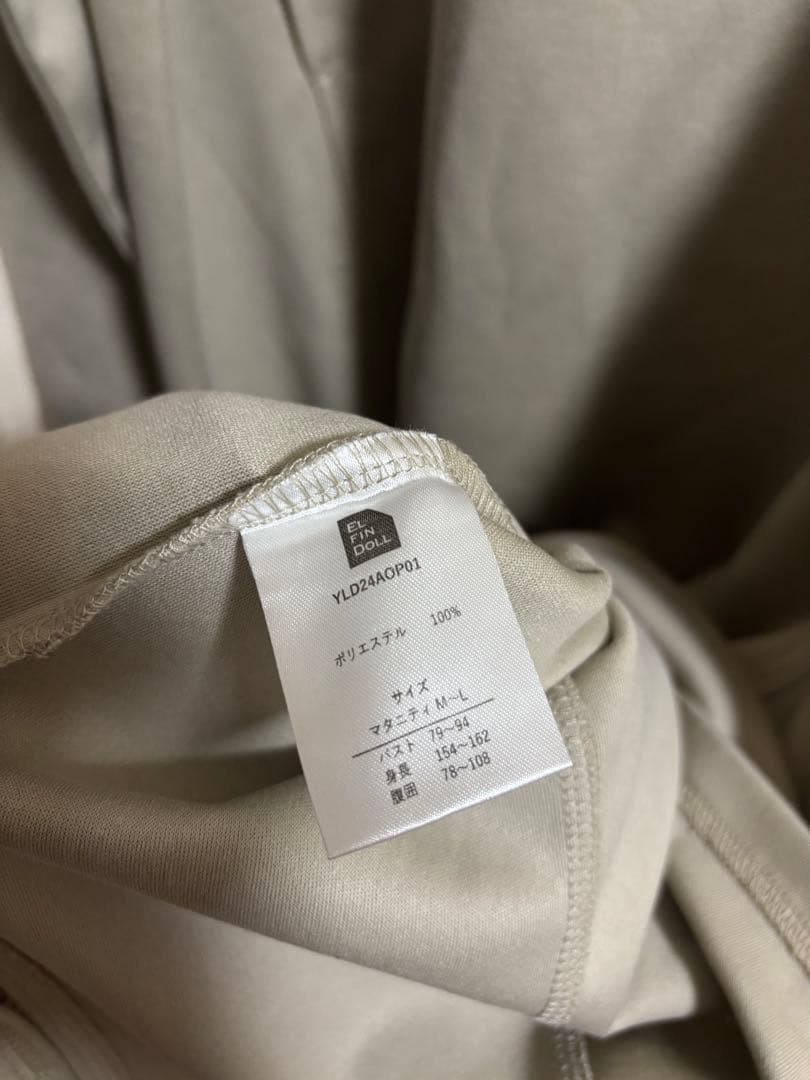 EL
FIN
DOLL
YLD24AOP01
ポリエステル 100%
サイズ
マタニティ M~L
バスト 79~94
身長 154~162
腹囲 78~108